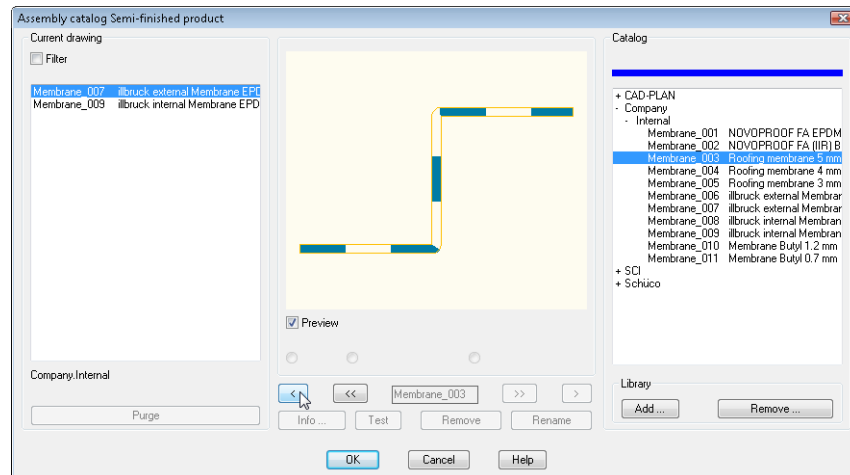 Assembly catalog Semi-finished product
Current drawing
Filter
Membrane_007 illbruck external Membrane EPD
Membrane_009 illbruck internal Membrane EPD
Company.Internal
Purge
Preview
< << Membrane_003 >> >
Info ... Test Remove Rename
OK Cancel Help
Catalog
+ CAD-PLAN
- Company
- Internal
Membrane_001 NOVOPROOF FA EPDM
Membrane_002 NOVOPROOF FA (IIR) B
Membrane_003 Roofing membrane 5 mm
Membrane_004 Roofing membrane 4 mm
Membrane_005 Roofing membrane 3 mm
Membrane_006 illbruck external Membrar
Membrane_007 illbruck external Membrar
Membrane_008 illbruck internal Membran
Membrane_009 illbruck internal Membran
Membrane_010 Membrane Butyl 1.2 mm
Membrane_011 Membrane Butyl 0.7 mm
+ SCI
+ Schüco
Library
Add ... Remove ...